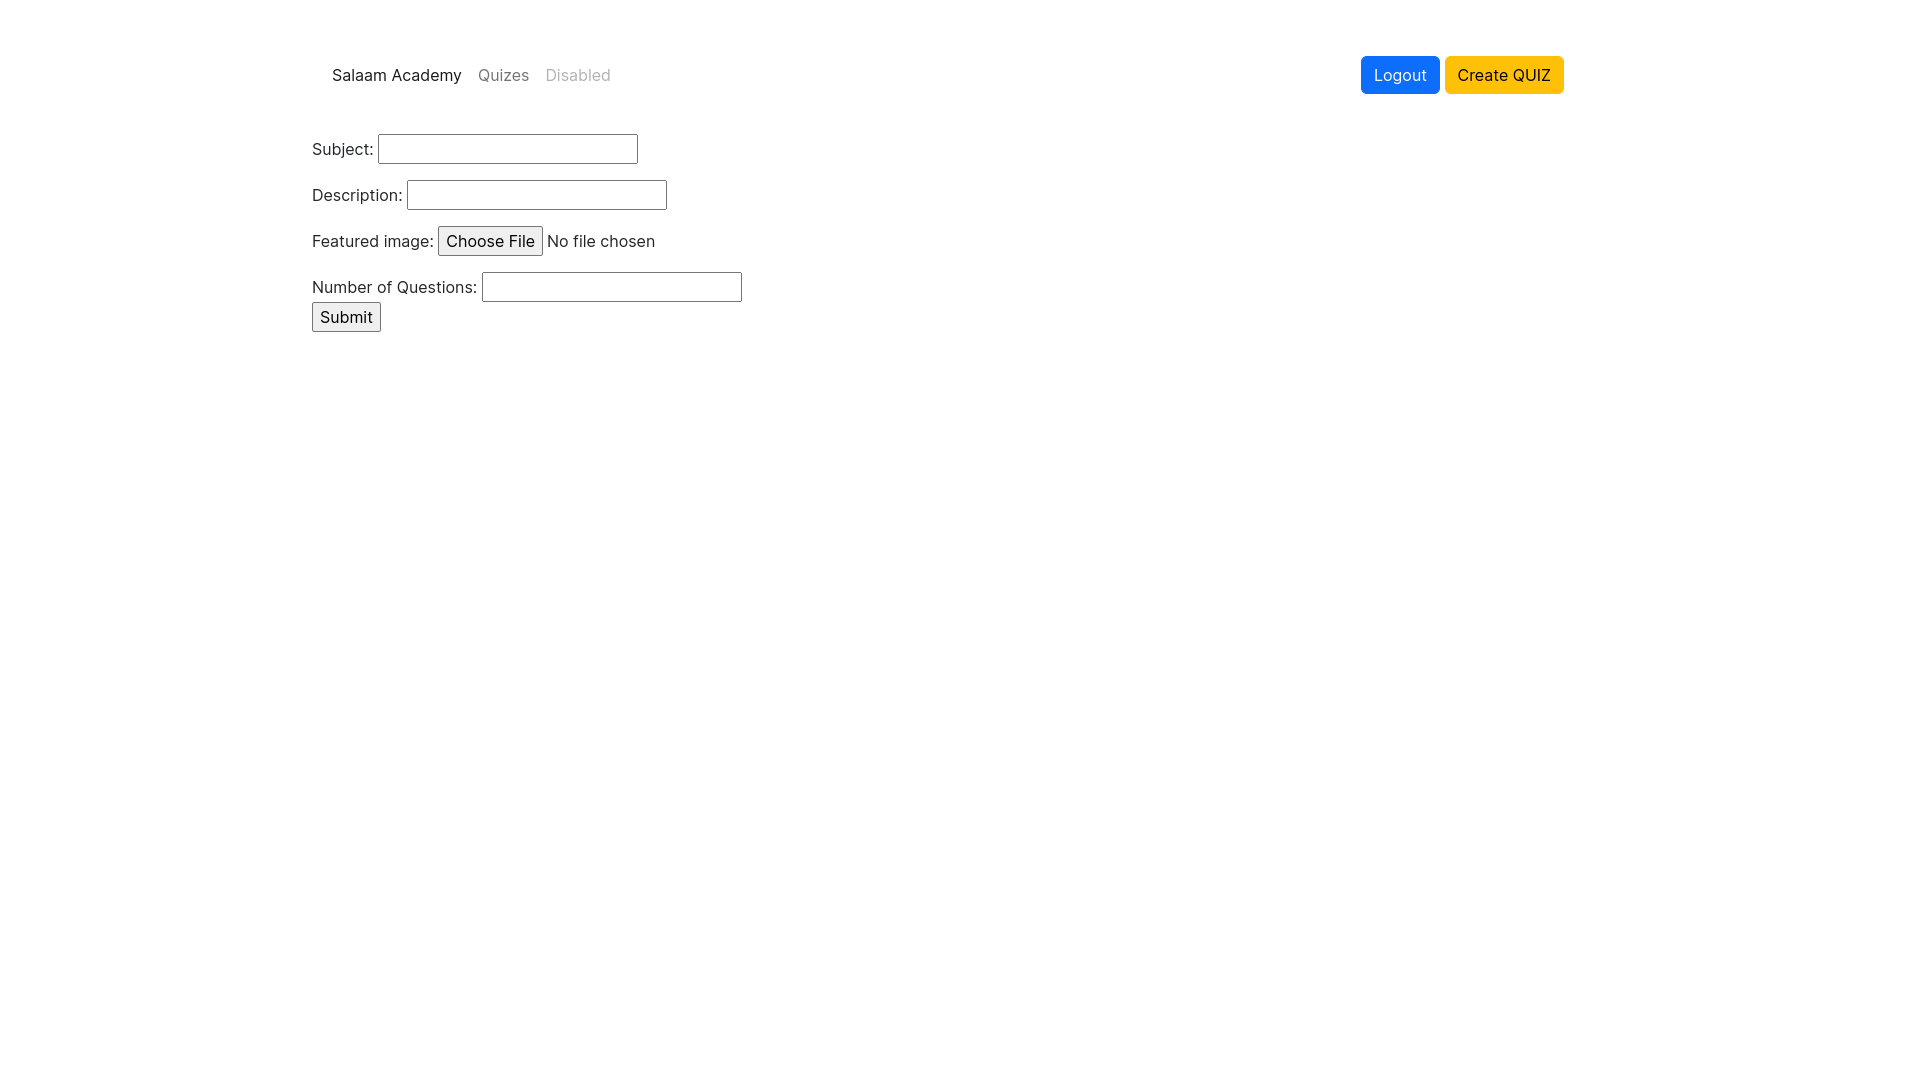 Salaam Academy Quizes Disabled Logout Create QUIZ
Subject:
Description:
Featured image: Choose File No file chosen
Number of Questions:
Submit